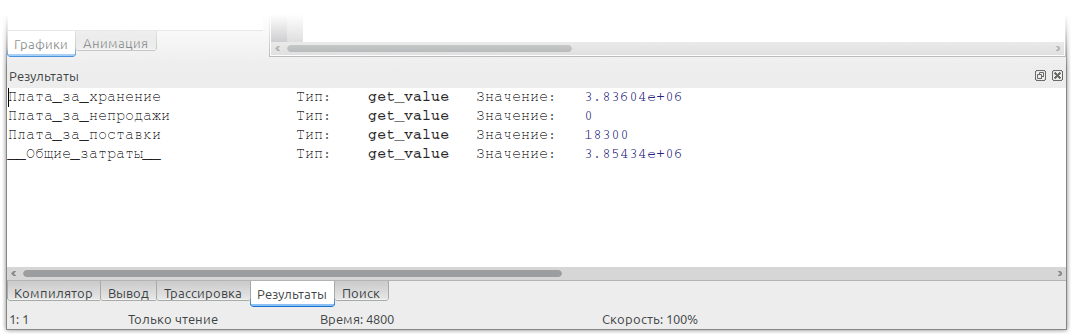 Графики Анимация
Результаты
Плата_за_хранение Тип: get_value Значение: 3.83604e+06
Плата_за_непродажи Тип: get_value Значение: 0
Плата_за_поставки Тип: get_value Значение: 18300
__Общие_затраты__ Тип: get_value Значение: 3.85434e+06
Компилятор Вывод Трассировка Результаты Поиск
1: 1 Только чтение Время: 4800 Скорость: 100%